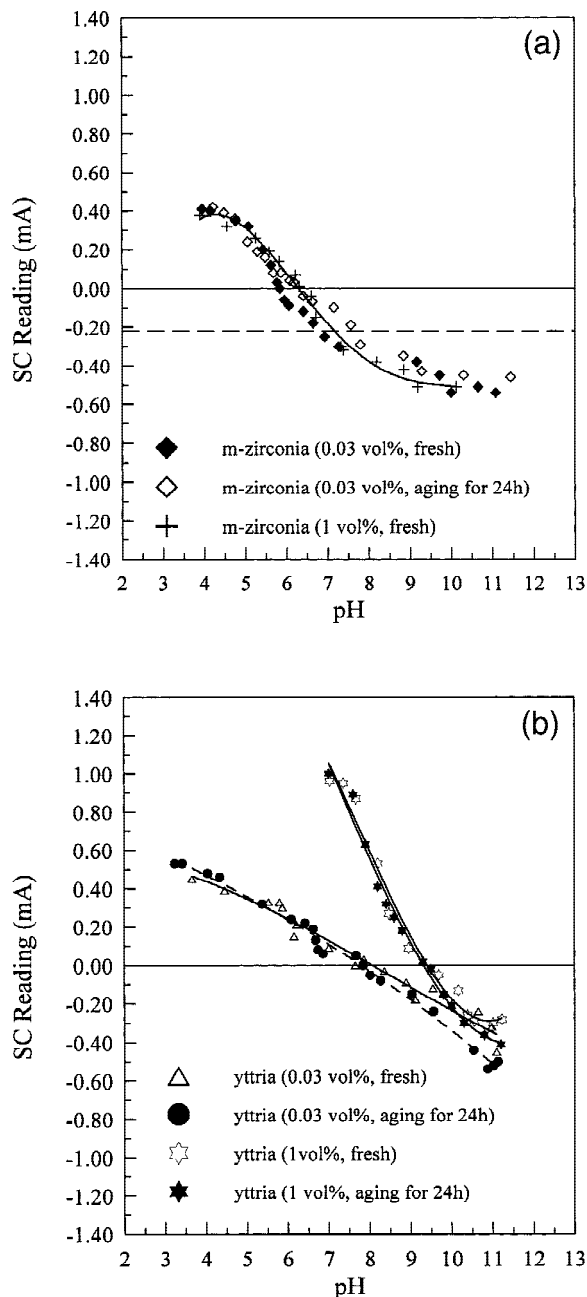 (a)
SC Reading (mA)
1.40
1.20
1.00
0.80
0.60
0.40
0.20
0.00
-0.20
-0.40
-0.60
-0.80
-1.00
-1.20
-1.40
m-zirconia (0.03 vol%, fresh)
m-zirconia (0.03 vol%, aging for 24h)
m-zirconia (1 vol%, fresh)
2 3 4 5 6 7 8 9 10 11 12 13
pH
(b)
SC Reading (mA)
1.40
1.20
1.00
0.80
0.60
0.40
0.20
0.00
-0.20
-0.40
-0.60
-0.80
-1.00
-1.20
-1.40
yttria (0.03 vol%, fresh)
yttria (0.03 vol%, aging for 24h)
yttria (1vol%, fresh)
yttria (1 vol%, aging for 24h)
2 3 4 5 6 7 8 9 10 11 12 13
pH